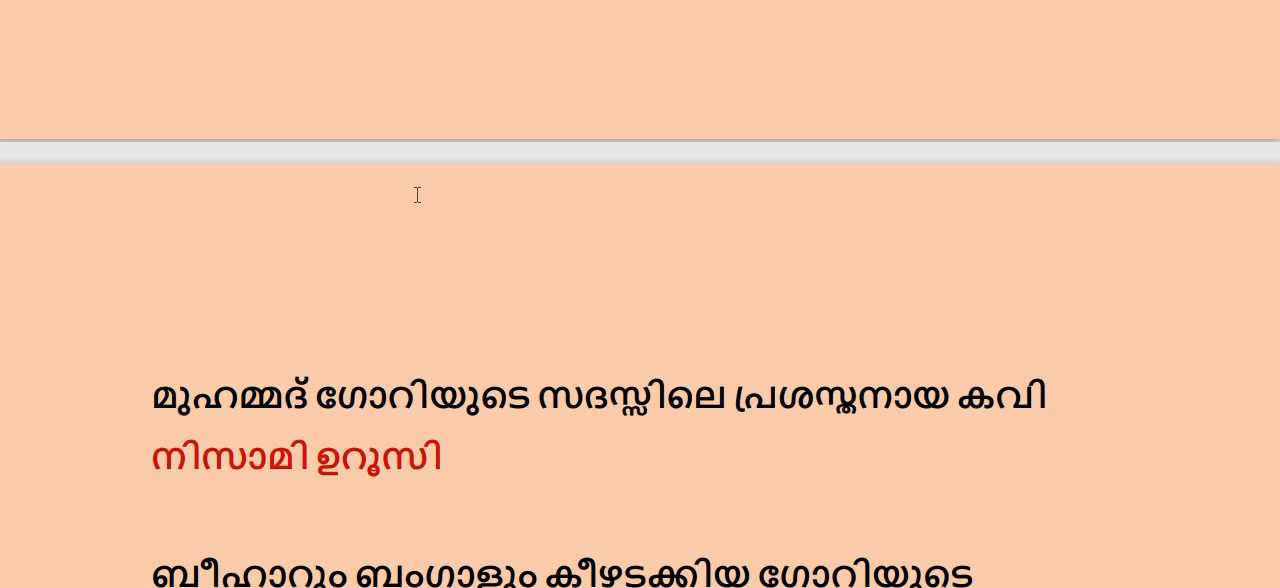 മുഹമ്മദ് ഗോറിയുടെ സദസ്സിലെ പ്രശസ്തനായ കവി
നിസാമി ഉറൂസി
ബീഹാറും ബംഗാളും കീഴടക്കിയ ഗോറിയുടെ